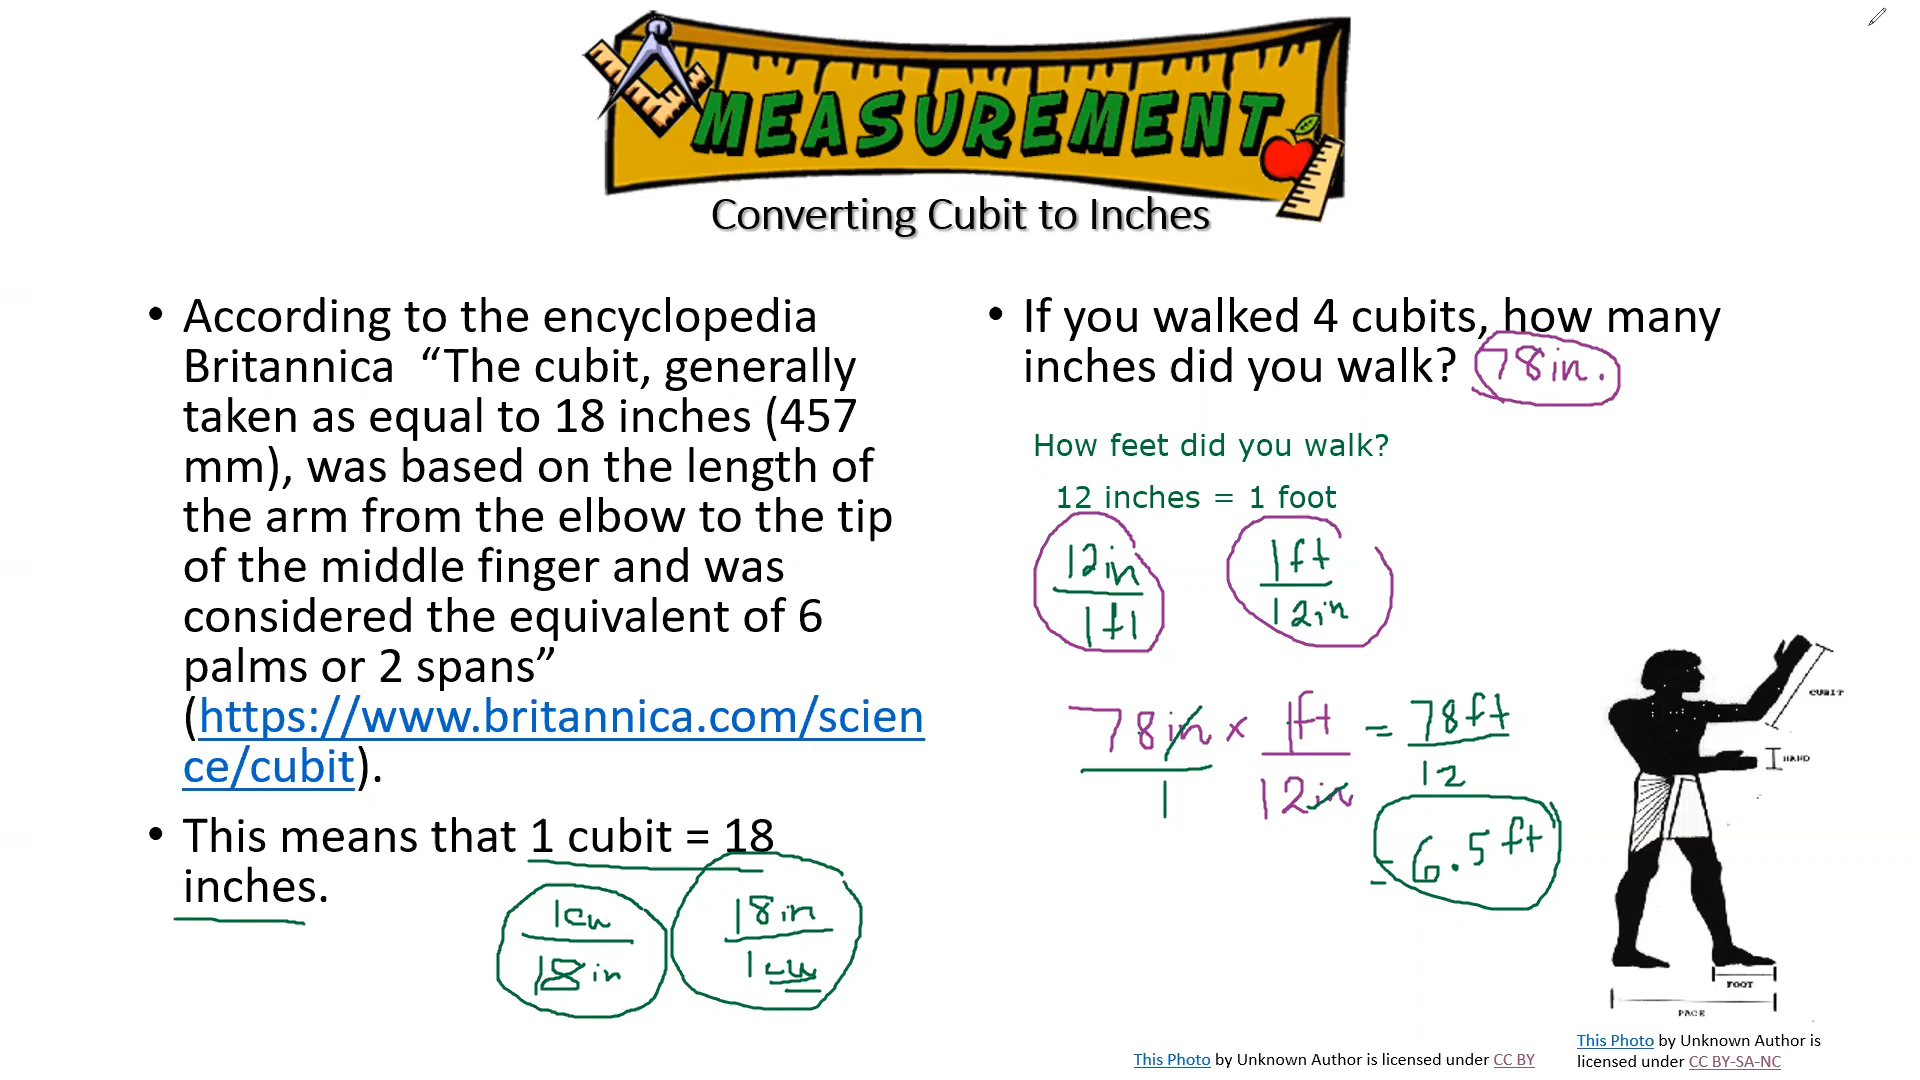 MEASUREMENT
Converting Cubit to Inches
• According to the encyclopedia
Britannica “The cubit, generally
taken as equal to 18 inches (457
mm), was based on the length of
the arm from the elbow to the tip
of the middle finger and was
considered the equivalent of 6
palms or 2 spans”
(https://www.britannica.com/scien
ce/cubit).
• This means that 1 cubit = 18
inches.
1cu
18in
18in
1cu
• If you walked 4 cubits, how many
inches did you walk? 78in.
How feet did you walk?
12 inches = 1 foot
12in
1ft
1ft
12in
78in x 1ft = 78ft
1 12in 12
= 6.5ft
CUBIT
HAND
FOOT
PACE
This Photo by Unknown Author is licensed under CC BY
This Photo by Unknown Author is
licensed under CC BY-SA-NC